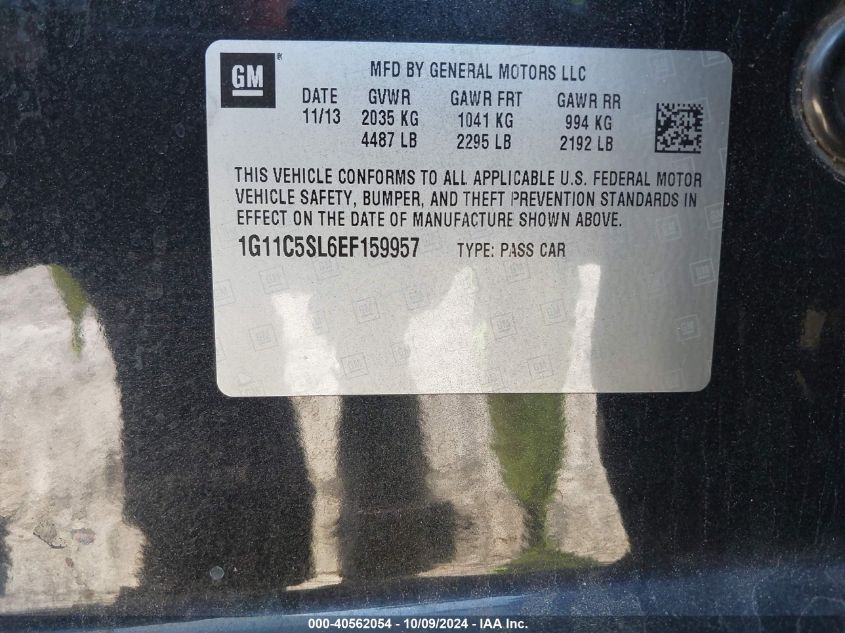 GM
MFD BY GENERAL MOTORS LLC
DATE GVWR GAWR FRT GAWR RR
11/13 2035 KG 1041 KG 994 KG
4487 LB 2295 LB 2192 LB
THIS VEHICLE CONFORMS TO ALL APPLICABLE U.S. FEDERAL MOTOR
VEHICLE SAFETY, BUMPER, AND THEFT PREVENTION STANDARDS IN
EFFECT ON THE DATE OF MANUFACTURE SHOWN ABOVE.
1G11C5SL6EF159957 TYPE: PASS CAR
000-40562054 - 10/09/2024 - IAA Inc.